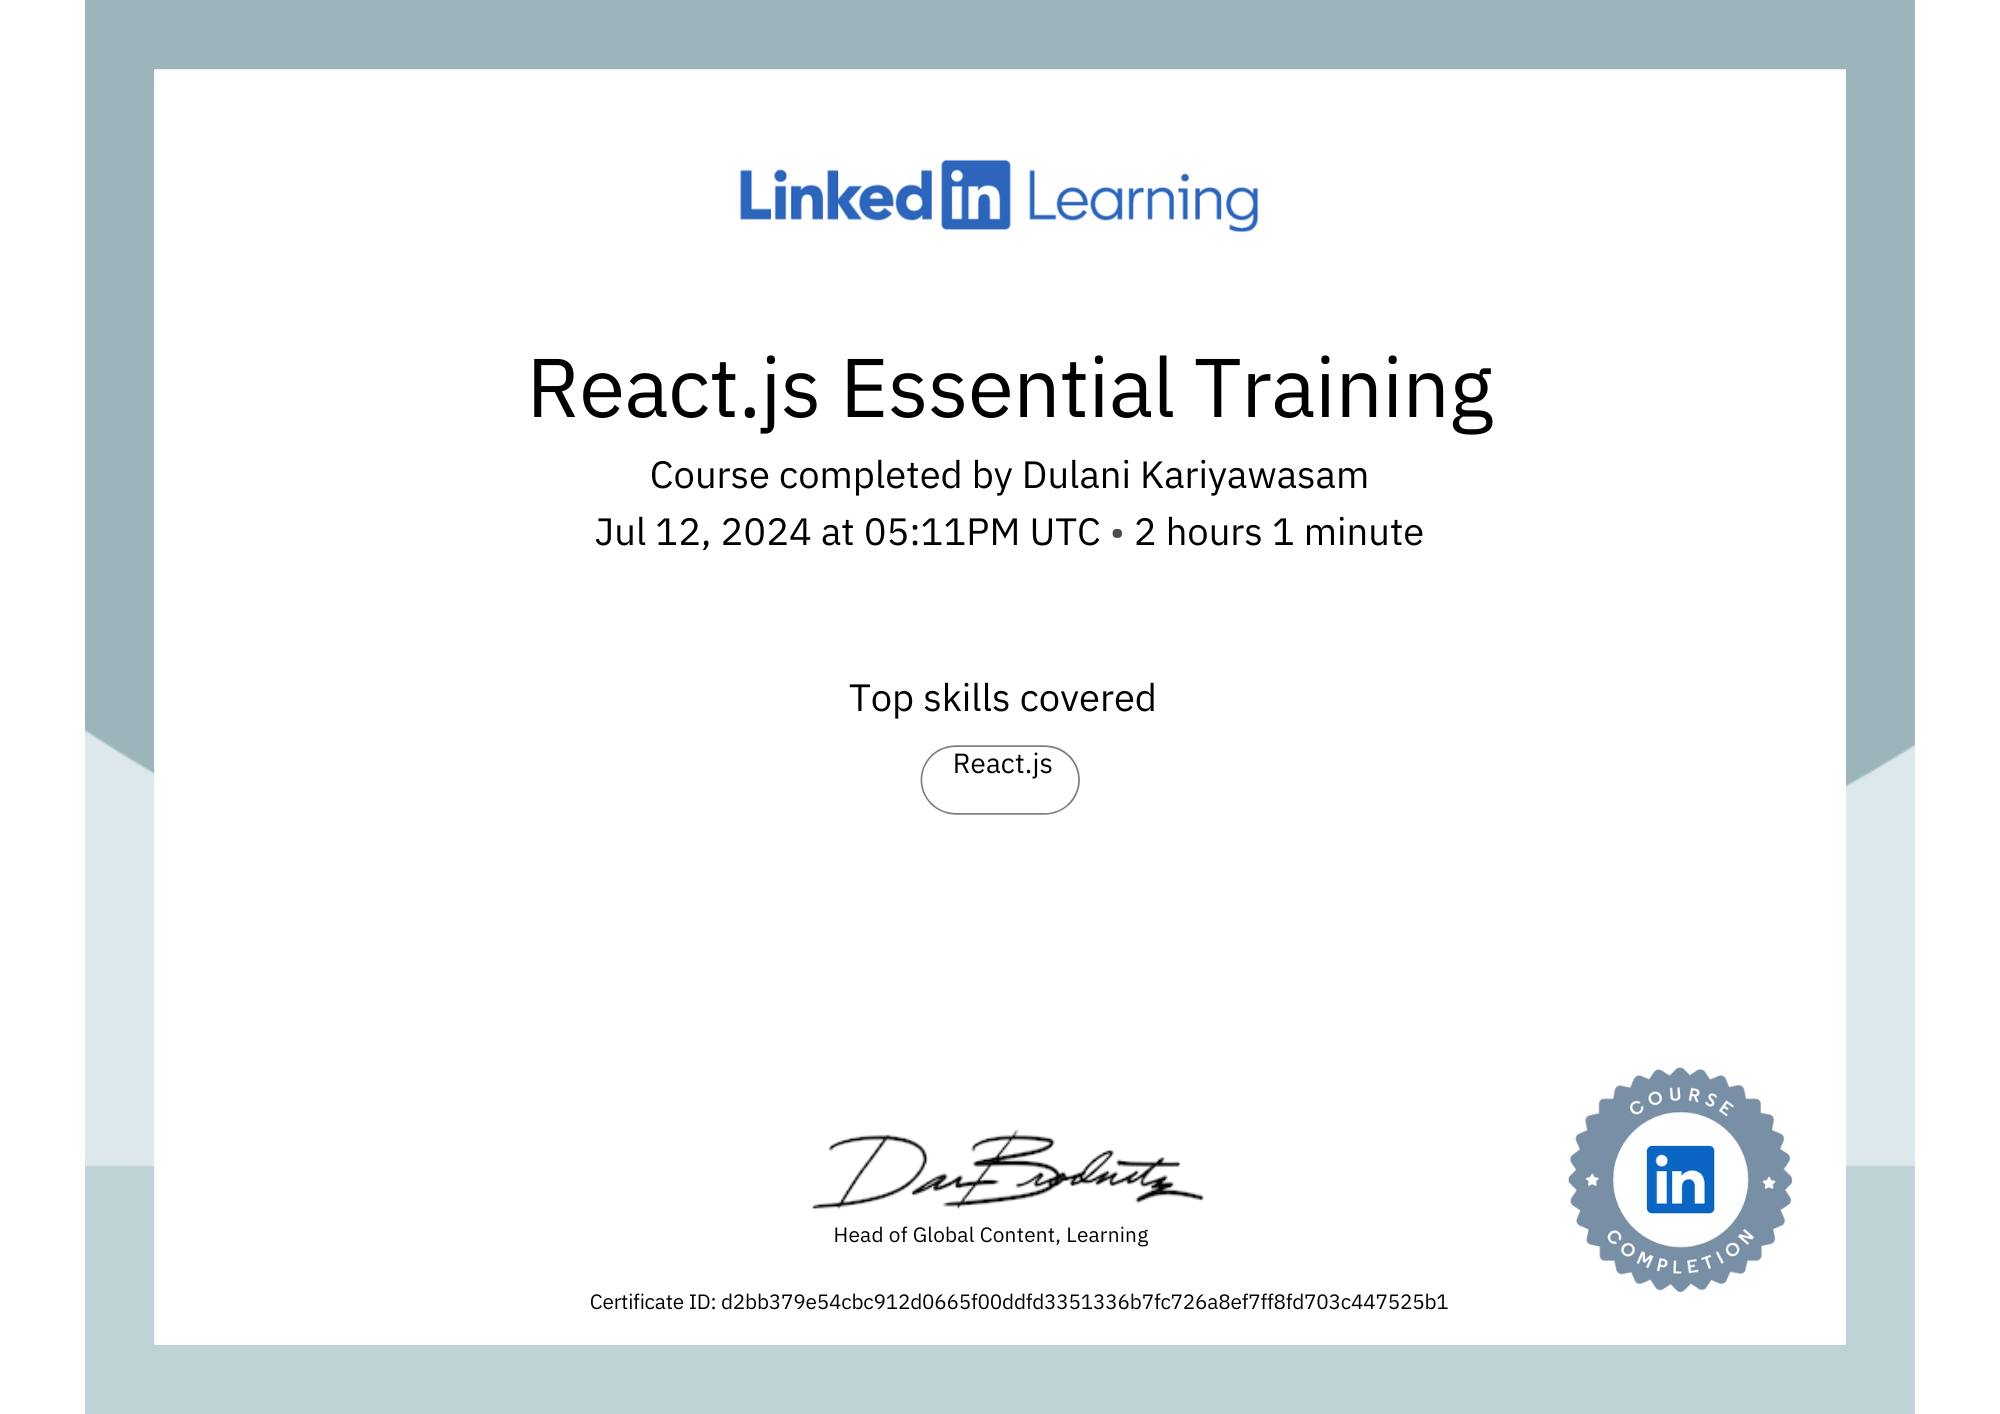 Linked in Learning
React.js Essential Training
Course completed by Dulani Kariyawasam
Jul 12, 2024 at 05:11PM UTC • 2 hours 1 minute
Top skills covered
React.js
Dan Brodnitz
Head of Global Content, Learning
Certificate ID: d2bb379e54cbc912d0665f00ddfd3351336b7fc726a8ef7ff8fd703c447525b1
COURSE
in
COMPLETION